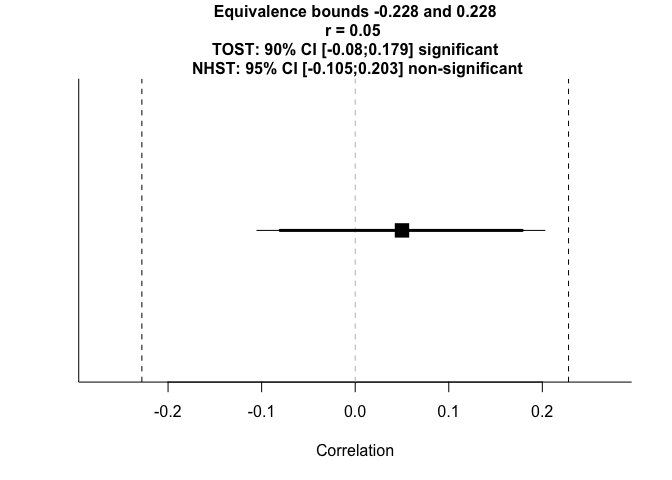 Equivalence bounds -0.228 and 0.228
r = 0.05
TOST: 90% CI [-0.08;0.179] significant
NHST: 95% CI [-0.105;0.203] non-significant
-0.2 -0.1 0.0 0.1 0.2
Correlation